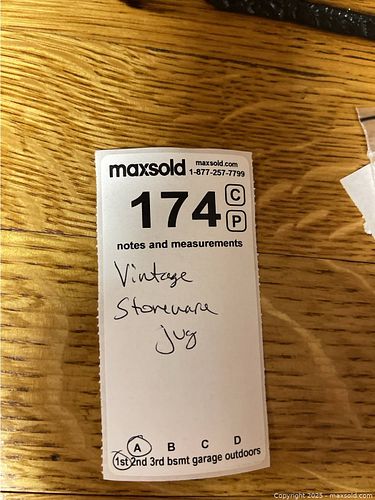 maxsold maxsold.com
1-877-257-7799
174 C
P
notes and measurements
Vintage
Stoneware
jug
A B C D
1st 2nd 3rd bsmt garage outdoors
Copyright © 2025 - maxsold.com